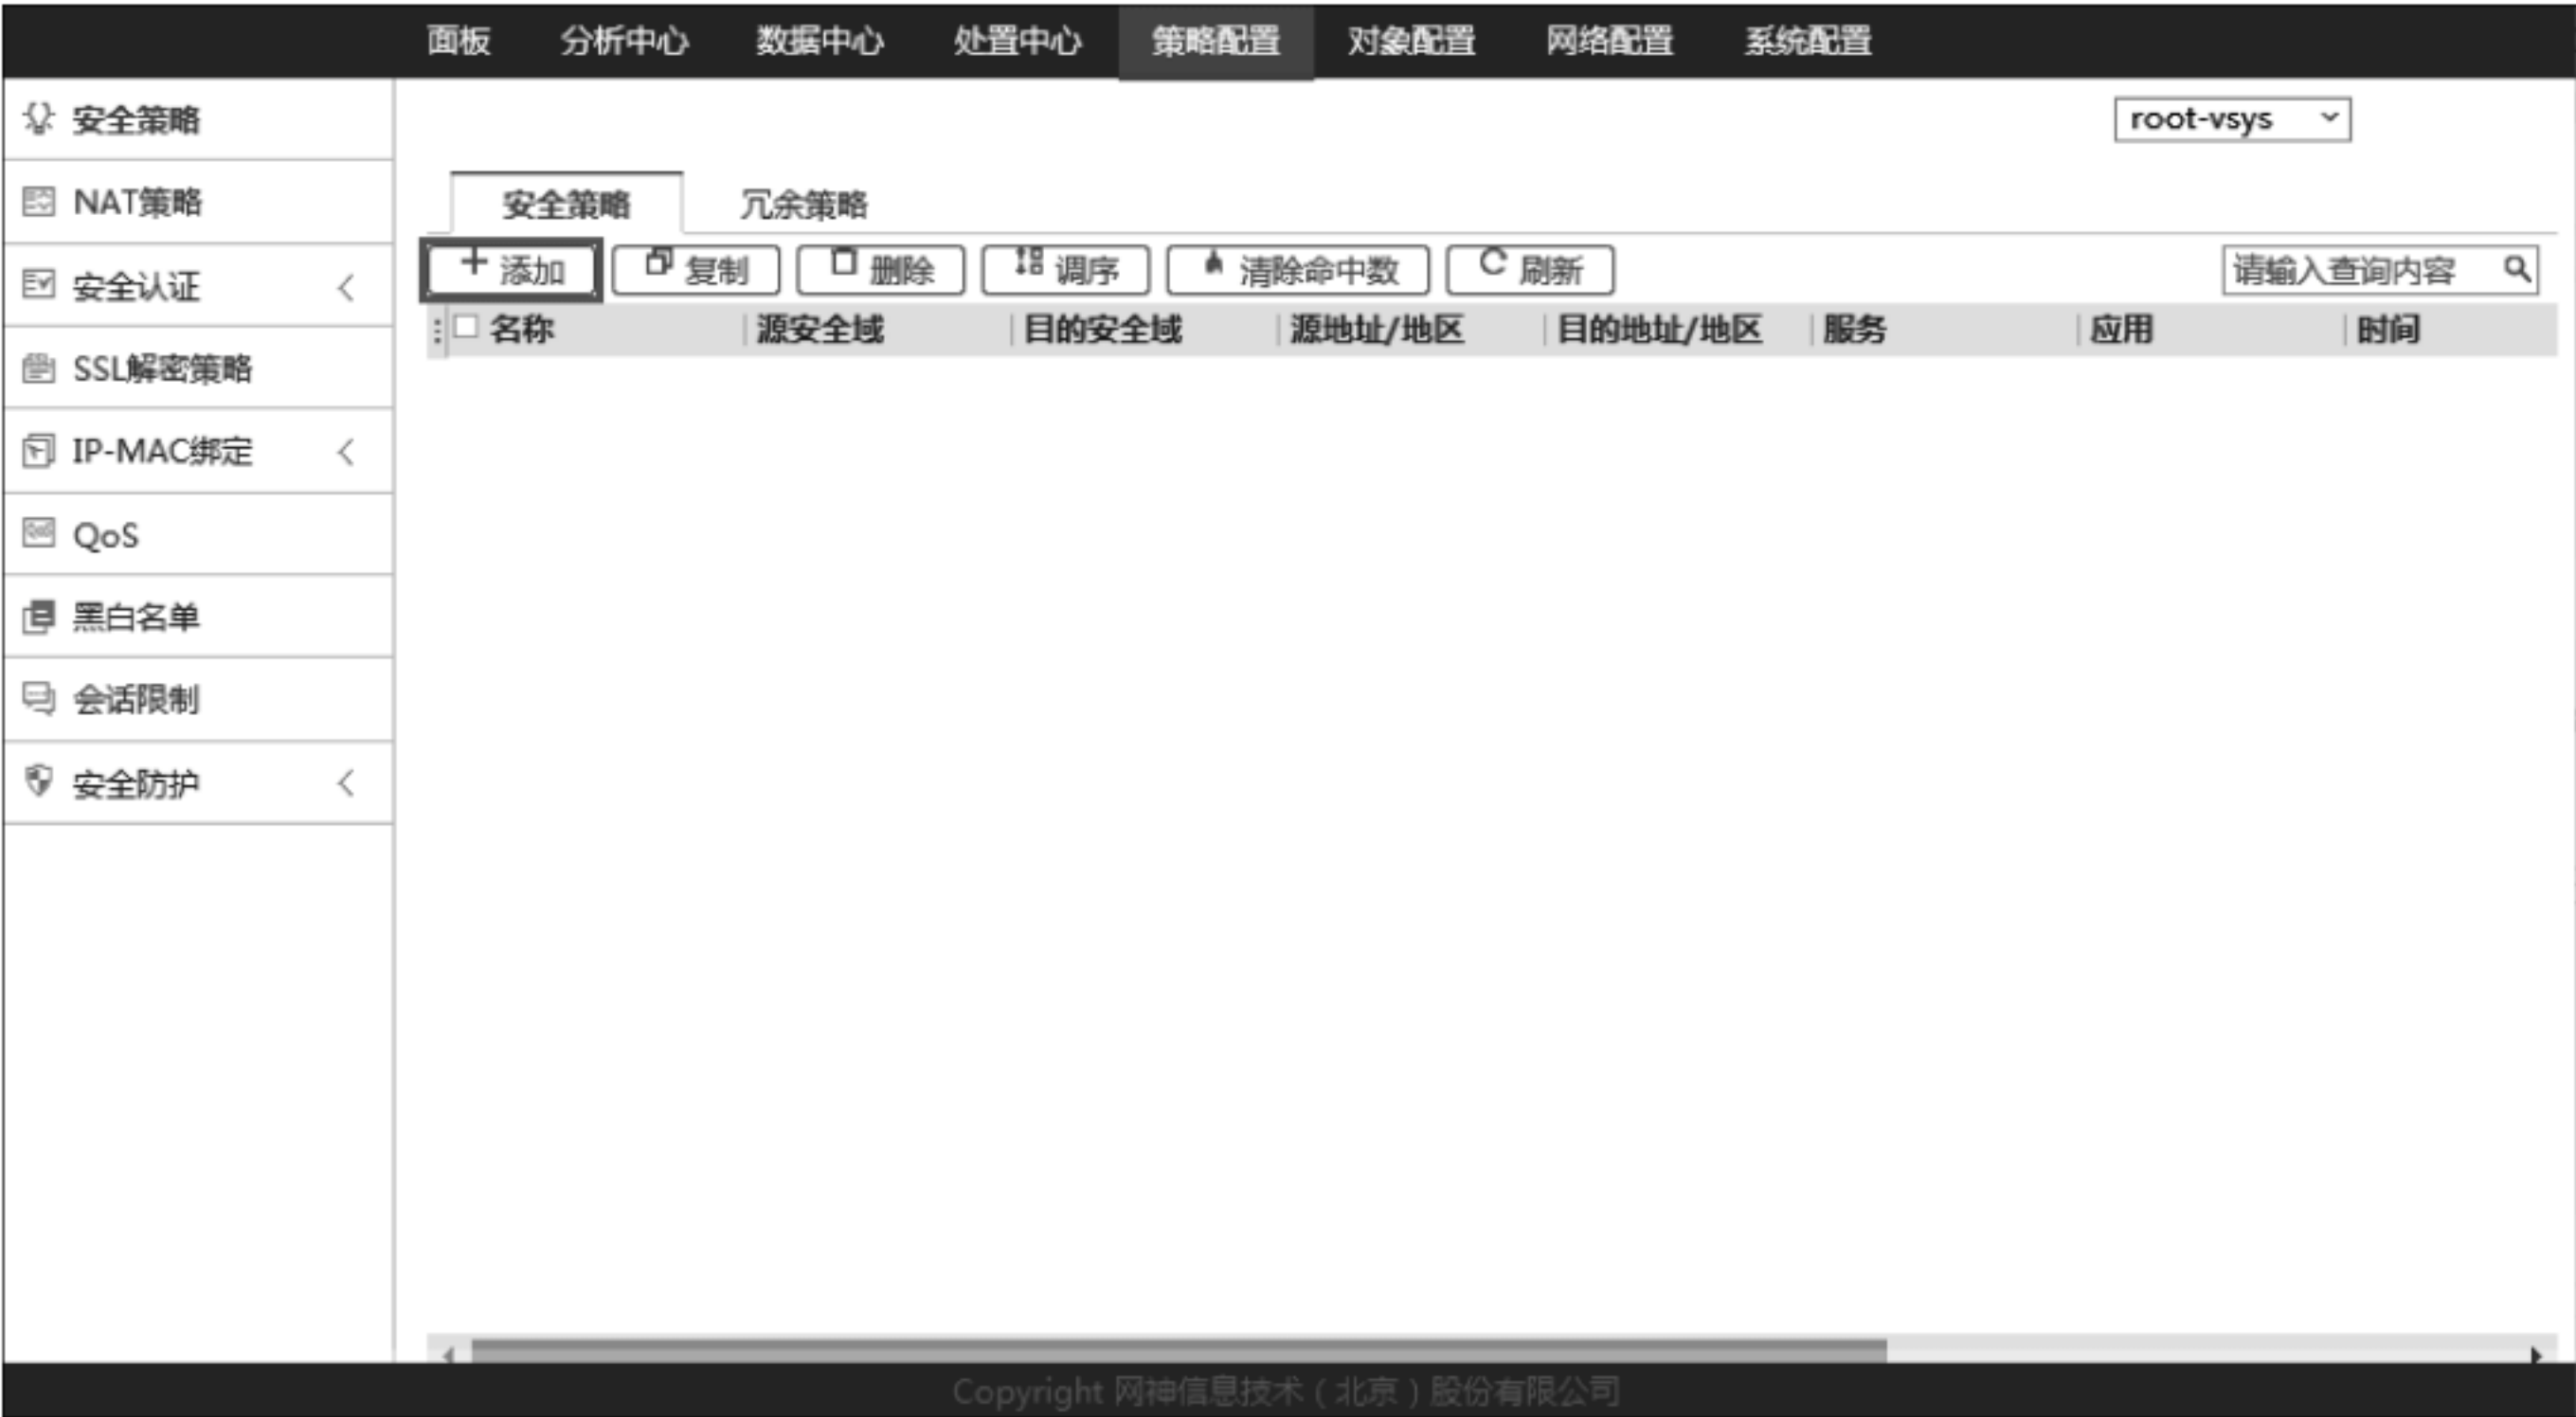 面板 分析中心 数据中心 处置中心 策略配置 对象配置 网络配置 系统配置
root-vsys
安全策略
NAT策略
安全认证
SSL解密策略
IP-MAC绑定
QoS
黑白名单
会话限制
安全防护
安全策略 冗余策略
添加 复制 删除 调序 清除命中数 刷新 请输入查询内容
名称 源安全域 目的安全域 源地址/地区 目的地址/地区 服务 应用 时间
Copyright 网神信息技术（北京）股份有限公司